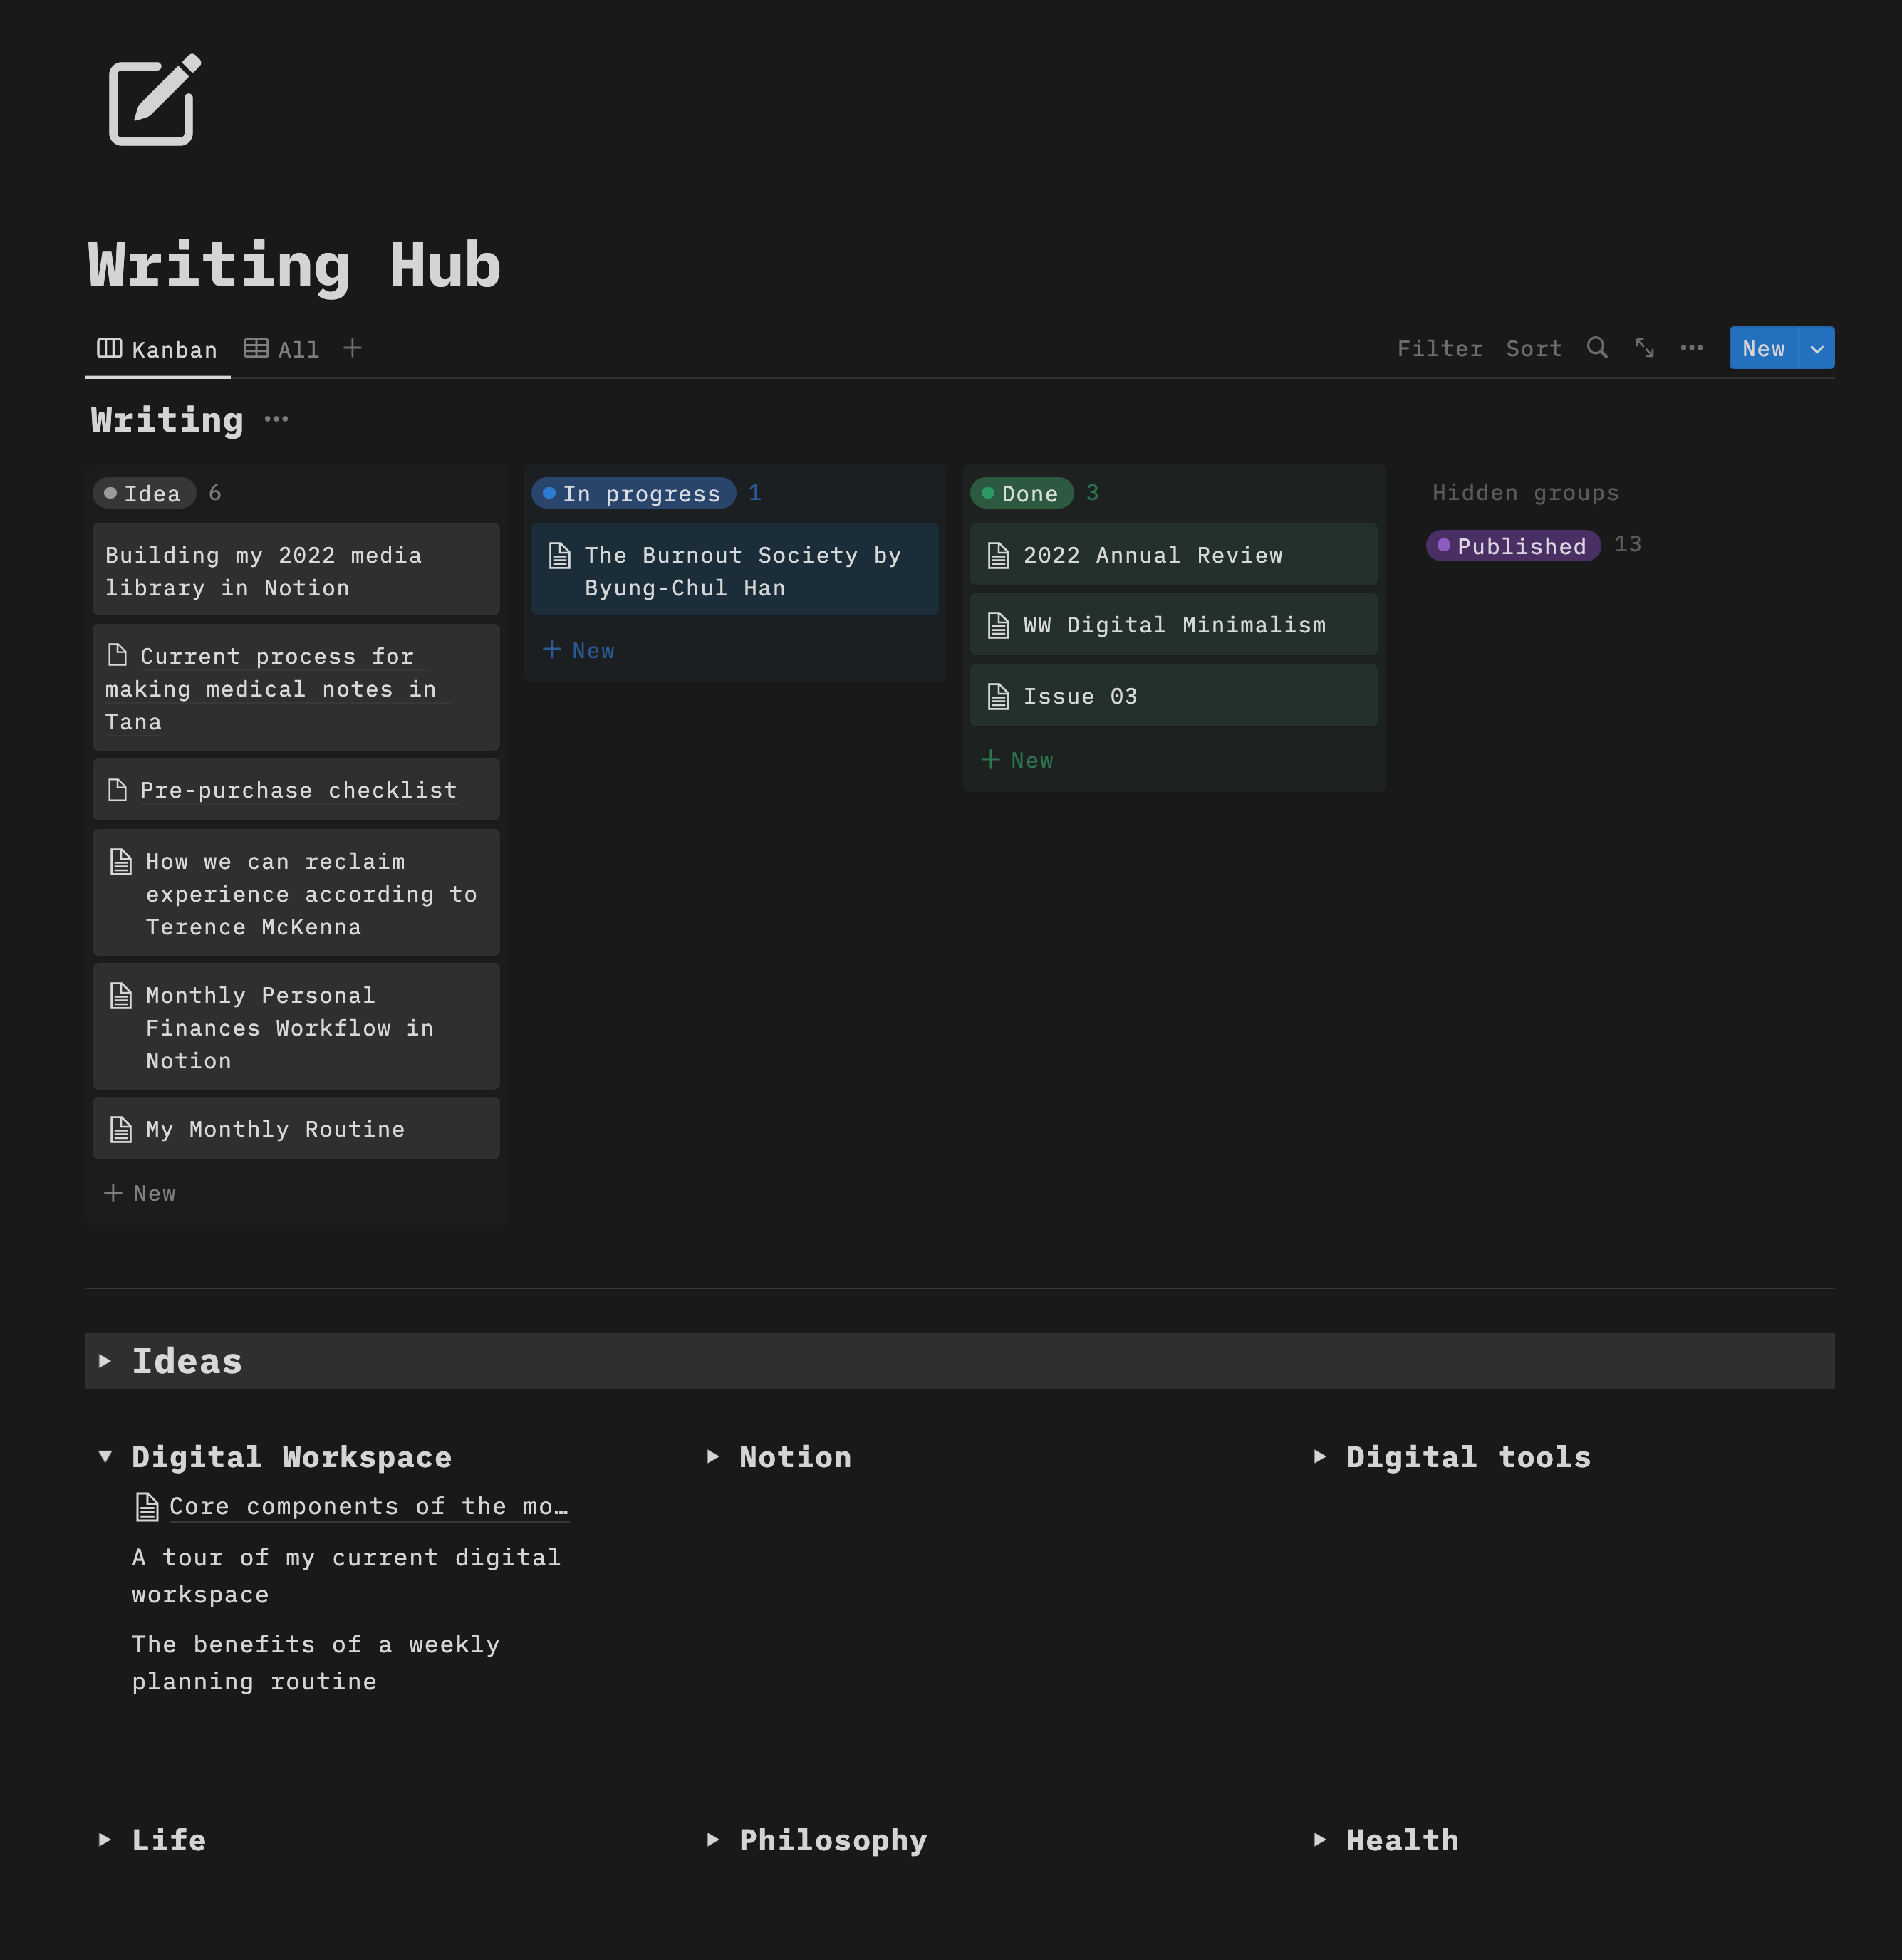 Writing Hub
Kanban All
Filter Sort New
Writing
Idea 6
Building my 2022 media
library in Notion
Current process for
making medical notes in
Tana
Pre-purchase checklist
How we can reclaim
experience according to
Terence McKenna
Monthly Personal
Finances Workflow in
Notion
My Monthly Routine
+ New
In progress 1
The Burnout Society by
Byung-Chul Han
+ New
Done 3
2022 Annual Review
WW Digital Minimalism
Issue 03
+ New
Hidden groups
Published 13
Ideas
Digital Workspace
Core components of the mo…
A tour of my current digital
workspace
The benefits of a weekly
planning routine
Notion
Digital tools
Life
Philosophy
Health